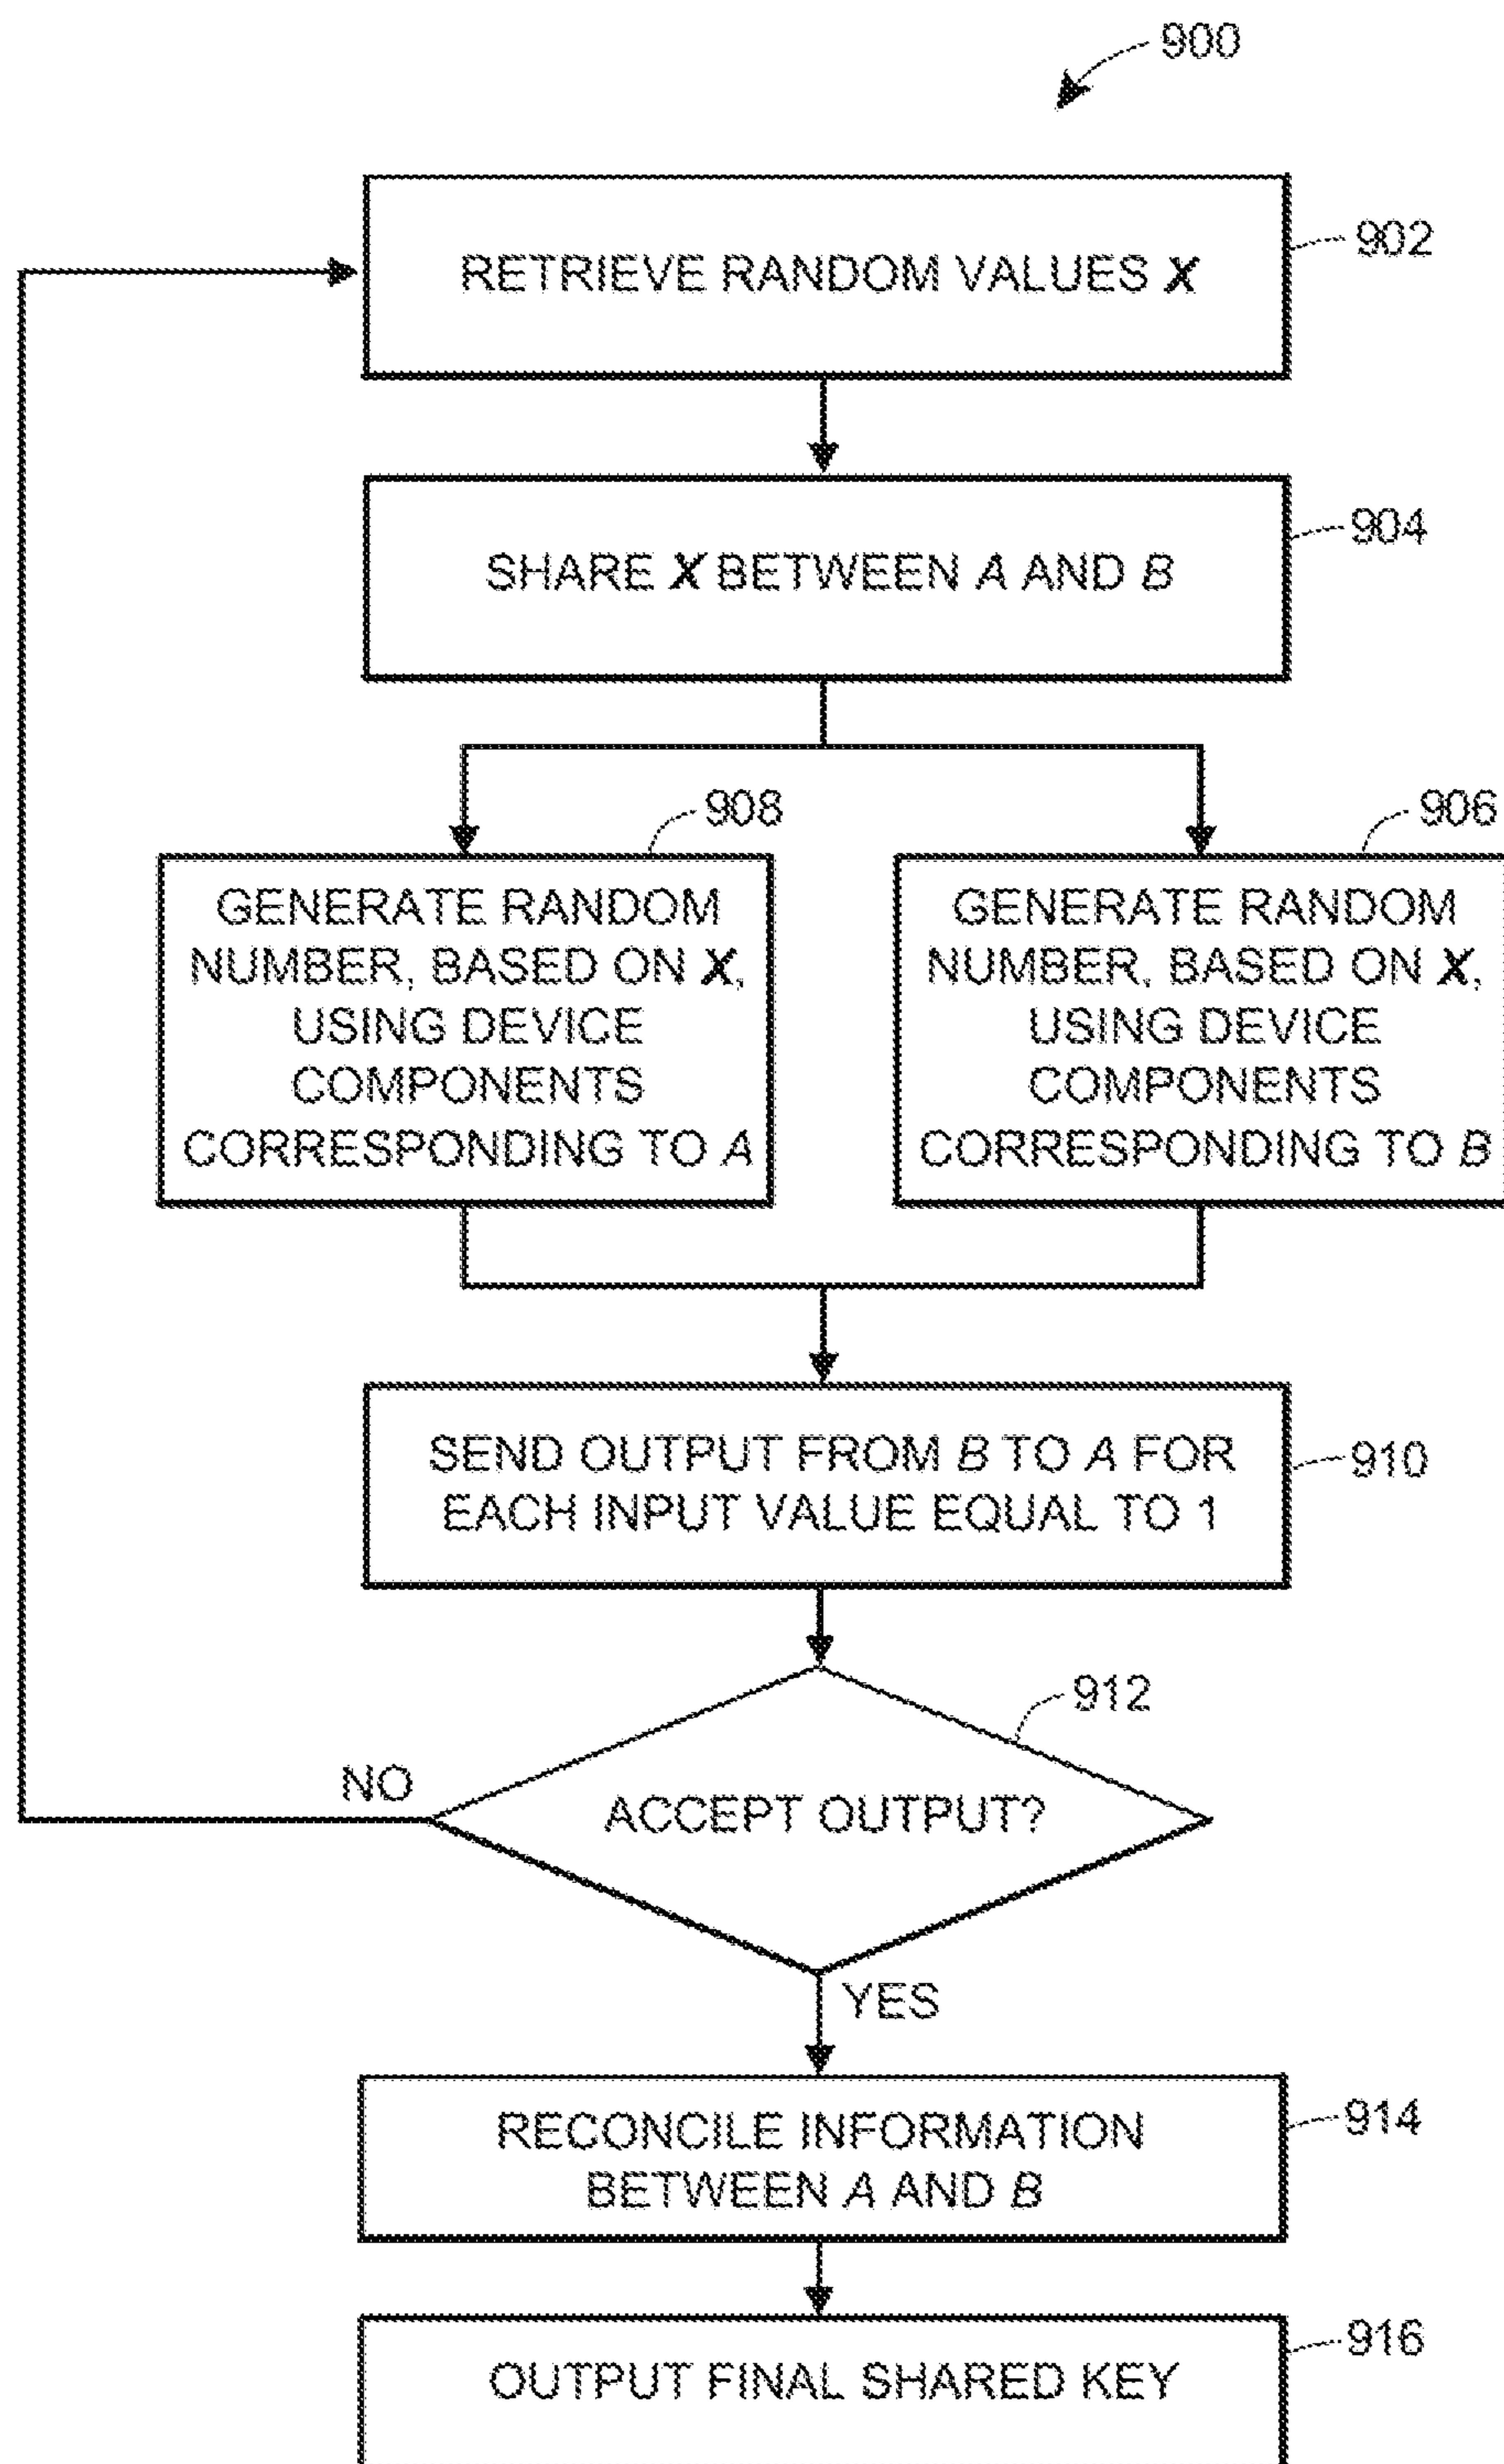 900
RETRIEVE RANDOM VALUES X
902
SHARE X BETWEEN A AND B
904
908
GENERATE RANDOM
NUMBER, BASED ON X,
USING DEVICE
COMPONENTS
CORRESPONDING TO A
906
GENERATE RANDOM
NUMBER, BASED ON X,
USING DEVICE
COMPONENTS
CORRESPONDING TO B
SEND OUTPUT FROM B TO A FOR
EACH INPUT VALUE EQUAL TO 1
910
912
ACCEPT OUTPUT?
NO
YES
RECONCILE INFORMATION
BETWEEN A AND B
914
OUTPUT FINAL SHARED KEY
916